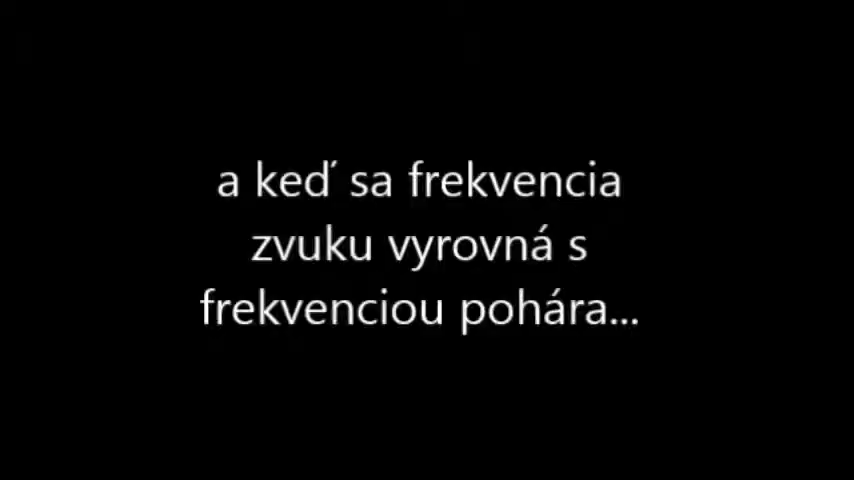 a keď sa frekvencia
zvuku vyrovná s
frekvenciou pohára...